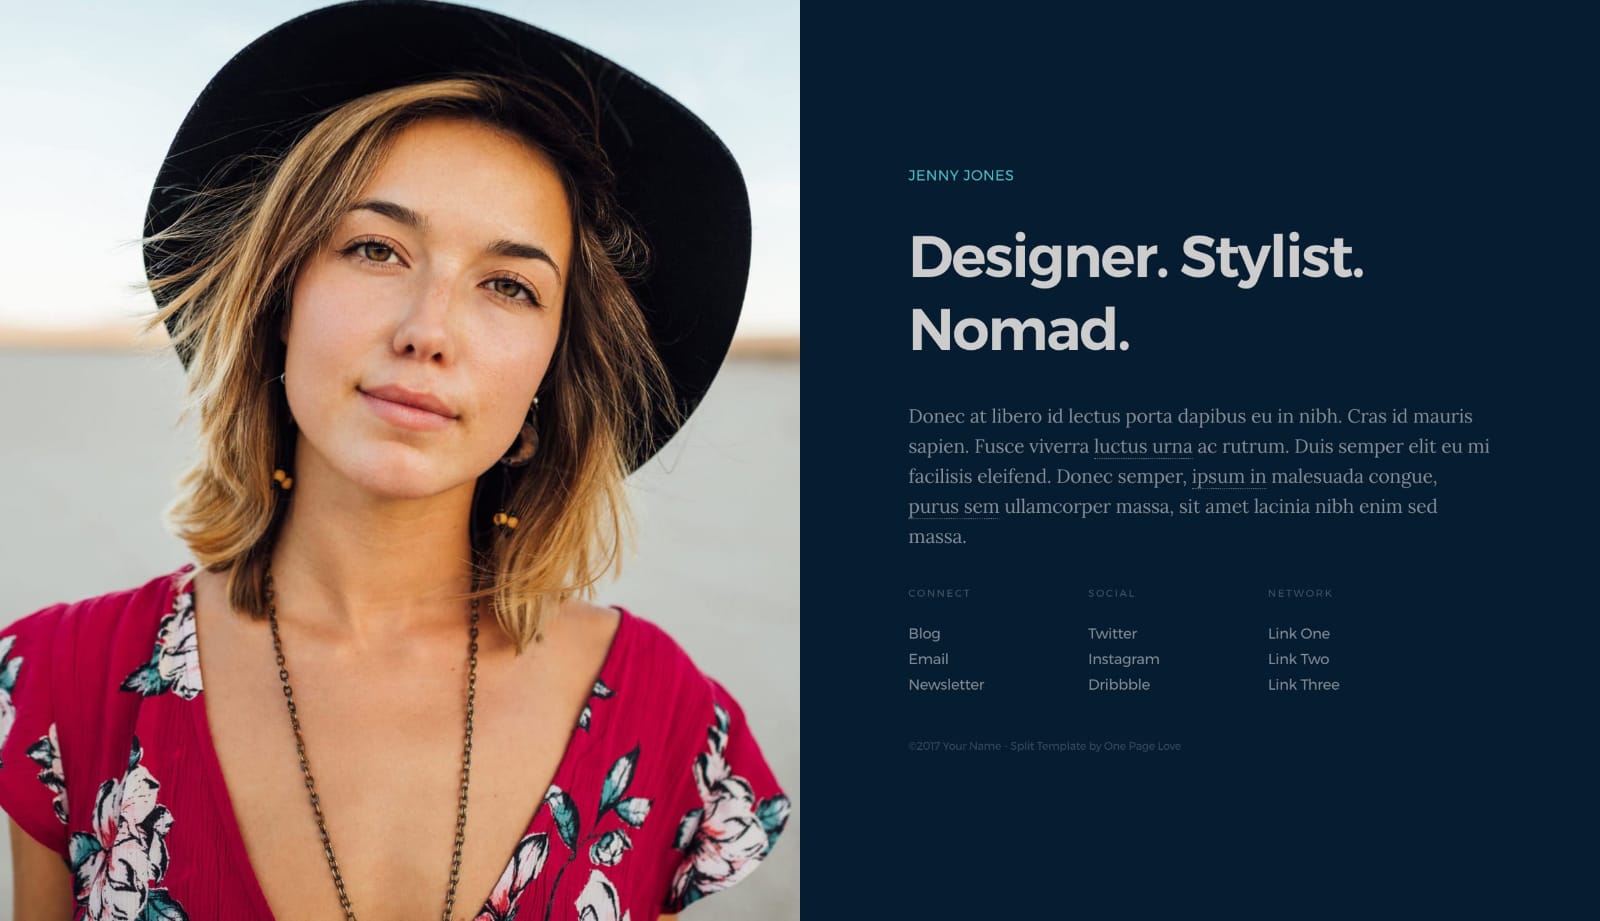 JENNY JONES
Designer. Stylist.
Nomad.
Donec at libero id lectus porta dapibus eu in nibh. Cras id mauris
sapien. Fusce viverra luctus urna ac rutrum. Duis semper elit eu mi
facilisis eleifend. Donec semper, ipsum in malesuada congue,
purus sem ullamcorper massa, sit amet lacinia nibh enim sed
massa.
CONNECT
Blog
Email
Newsletter
SOCIAL
Twitter
Instagram
Dribbble
NETWORK
Link One
Link Two
Link Three
©2017 Your Name - Split Template by One Page Love